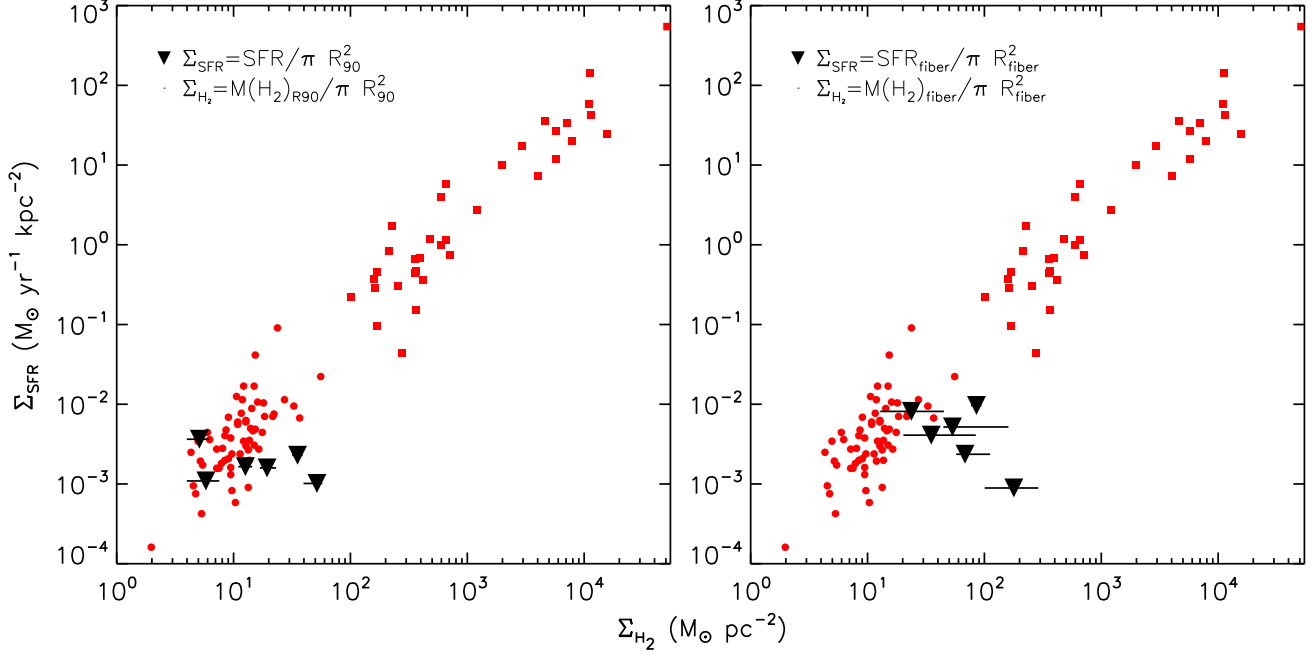 10³
10²
10¹
10⁰
10⁻¹
10⁻²
10⁻³
10⁻⁴
Σ_SFR (M⊙ yr⁻¹ kpc⁻²)
▼ Σ_SFR=SFR/π R²_90
· Σ_H₂=M(H₂)_R90/π R²_90
10⁰ 10¹ 10² 10³ 10⁴
▼ Σ_SFR=SFR_fiber/π R²_fiber
· Σ_H₂=M(H₂)_fiber/π R²_fiber
10³
10²
10¹
10⁰
10⁻¹
10⁻²
10⁻³
10⁻⁴
10⁰ 10¹ 10² 10³ 10⁴
Σ_H₂ (M⊙ pc⁻²)